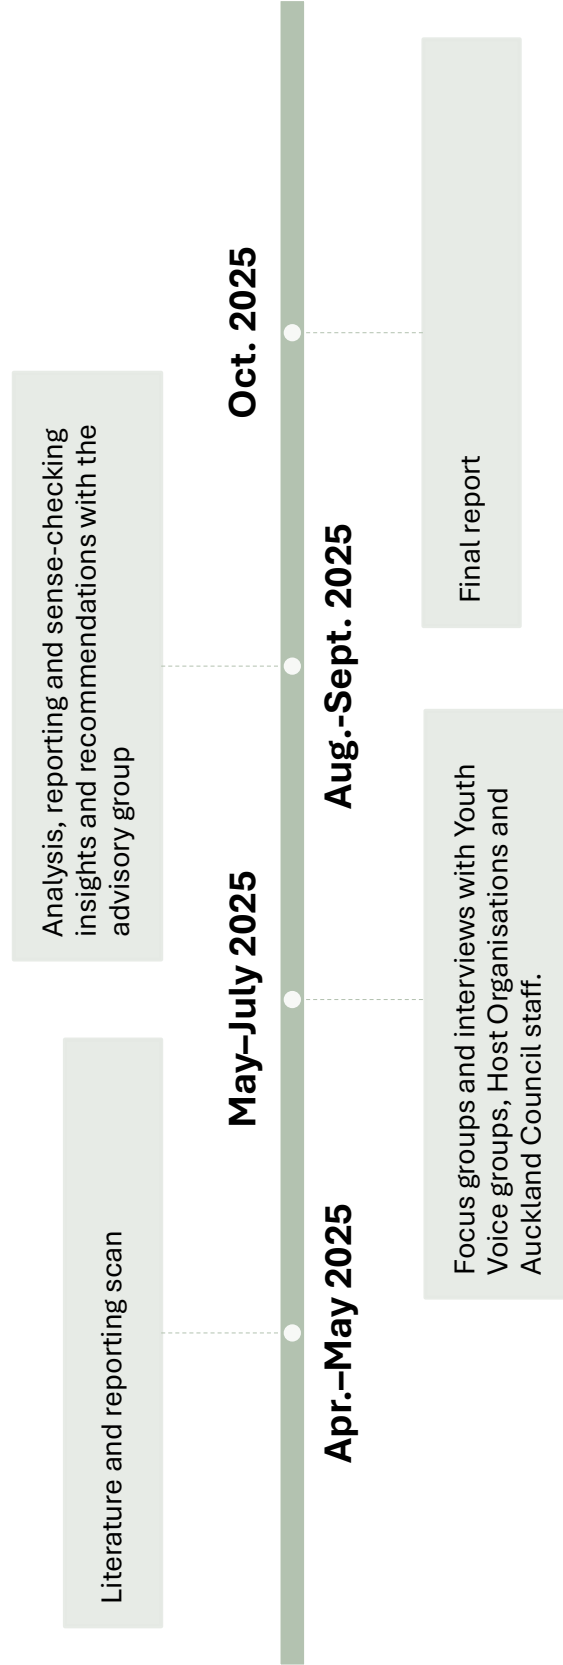 Literature and reporting scan
Apr.–May 2025
May–July 2025
Focus groups and interviews with Youth
Voice groups, Host Organisations and
Auckland Council staff.
Analysis, reporting and sense-checking
insights and recommendations with the
advisory group
Aug.-Sept. 2025
Oct. 2025
Final report